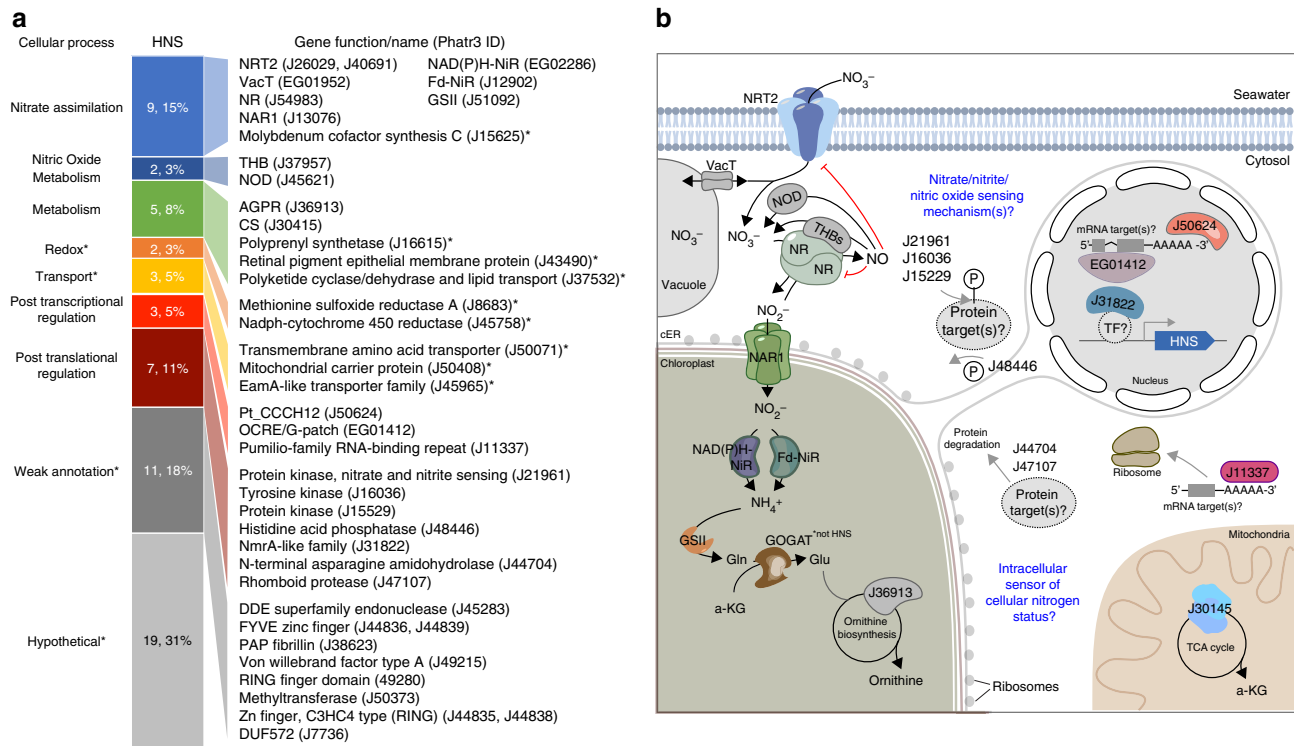 a
Cellular process
HNS
Gene function/name (Phatr3 ID)
Nitrate assimilation
9, 15%
NRT2 (J26029, J40691)
NAD(P)H-NiR (EG02286)
VacT (EG01952)
Fd-NiR (J12902)
NR (J54983)
GSII (J51092)
NAR1 (J13076)
Molybdenum cofactor synthesis C (J15625)*
Nitric Oxide
Metabolism
2, 3%
THB (J37957)
NOD (J45621)
Metabolism
5, 8%
AGPR (J36913)
CS (J30415)
Polyprenyl synthetase (J16615)*
Retinal pigment epithelial membrane protein (J43490)*
Polyketide cyclase/dehydrase and lipid transport (J37532)*
Redox*
2, 3%
Methionine sulfoxide reductase A (J8683)*
Nadph-cytochrome 450 reductase (J45758)*
Transport*
3, 5%
Transmembrane amino acid transporter (J50071)*
Mitochondrial carrier protein (J50408)*
EamA-like transporter family (J45965)*
Post transcriptional
regulation
3, 5%
Pt_CCCH12 (J50624)
OCRE/G-patch (EG01412)
Pumilio-family RNA-binding repeat (J11337)
Post translational
regulation
7, 11%
Protein kinase, nitrate and nitrite sensing (J21961)
Tyrosine kinase (J16036)
Protein kinase (J15529)
Histidine acid phosphatase (J48446)
NmrA-like family (J31822)
N-terminal asparagine amidohydrolase (J44704)
Rhomboid protease (J47107)
Weak annotation*
11, 18%
DDE superfamily endonuclease (J45283)
FYVE zinc finger (J44836, J44839)
PAP fibrillin (J38623)
Von willebrand factor type A (J49215)
RING finger domain (49280)
Methyltransferase (J50373)
Zn finger, C3HC4 type (RING) (J44835, J44838)
DUF572 (J7736)
Hypothetical*
19, 31%
b
NRT2
NO₃⁻
Seawater
Cytosol
VacT
NO₃⁻
Vacuole
NO₃⁻
NOD
THBs
NR
NR
NO
NO₂⁻
Nitrate/nitrite/
nitric oxide sensing
mechanism(s)?
J21961
J16036
J15229
P
Protein
target(s)?
P
J48446
mRNA target(s)?
J50624
5'
AAAAA -3'
EG01412
J31822
TF?
HNS
Nucleus
cER
Chloroplast
NAR1
NO₂⁻
NAD(P)H-
NiR
Fd-NiR
NH₄⁺
GSII
Gln
GOGAT*not HNS
Glu
a-KG
J36913
Ornithine
biosynthesis
Ornithine
Protein
degradation
J44704
J47107
Protein
target(s)?
Ribosome
J11337
5'
AAAAA-3'
mRNA target(s)?
Intracellular
sensor of
cellular nitrogen
status?
Ribosomes
Mitochondria
J30145
TCA cycle
a-KG